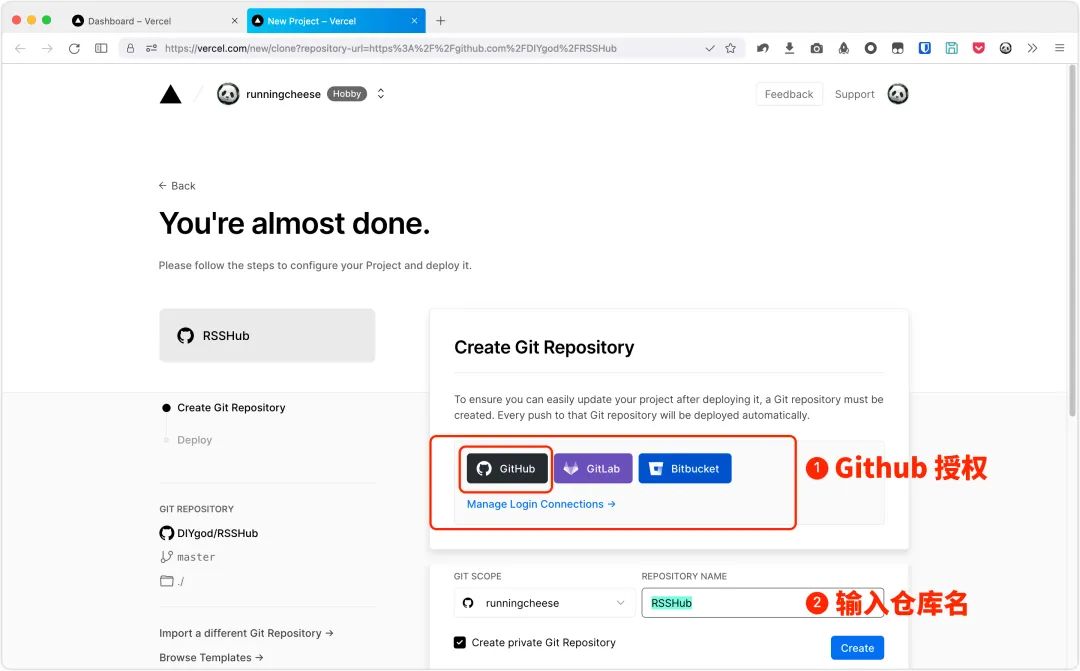 Dashboard – Vercel
New Project – Vercel
https://vercel.com/new/clone?repository-url=https%3A%2F%2Fgithub.com%2FDIYgod%2FRSSHub
runningcheese Hobby
Feedback Support
← Back
You're almost done.
Please follow the steps to configure your Project and deploy it.
RSSHub
Create Git Repository
Deploy
GIT REPOSITORY
DIYgod/RSSHub
master
./
Import a different Git Repository →
Browse Templates →
Create Git Repository
To ensure you can easily update your project after deploying it, a Git repository must be
created. Every push to that Git repository will be deployed automatically.
GitHub GitLab Bitbucket
Manage Login Connections →
1 Github 授权
GIT SCOPE REPOSITORY NAME
runningcheese RSSHub
2 输入仓库名
Create private Git Repository
Create